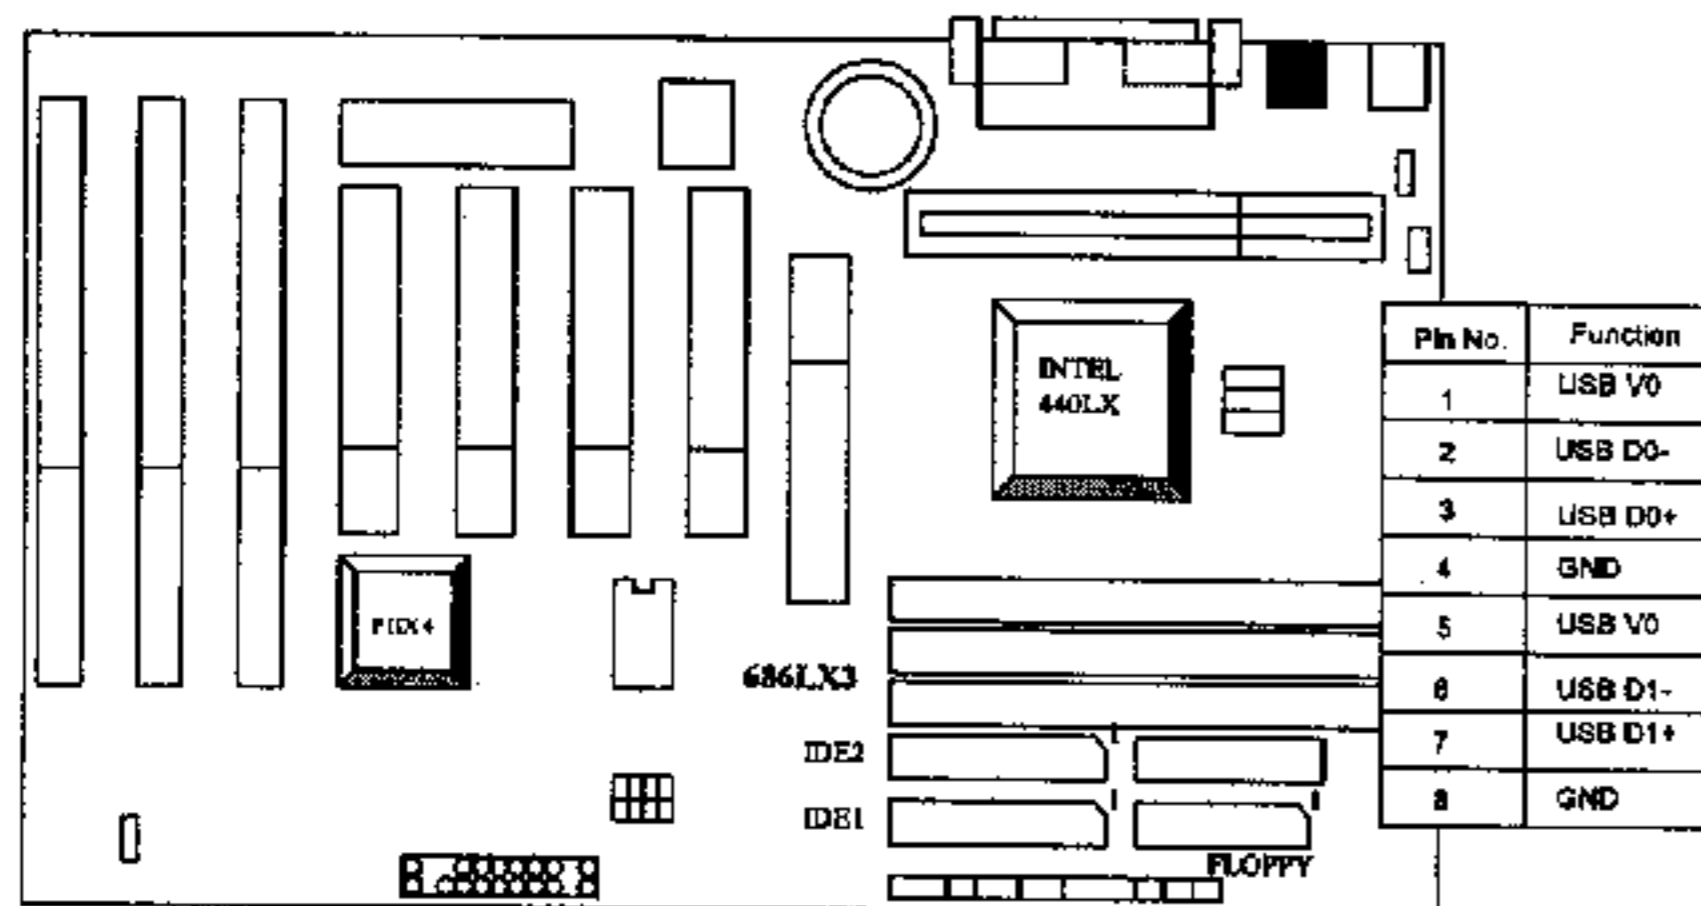 INTEL
440LX
PIIX4
686LX3
IDE2
IDE1
FLOPPY
Pin No. Function
1 USB V0
2 USB D0-
3 USB D0+
4 GND
5 USB V0
6 USB D1-
7 USB D1+
8 GND